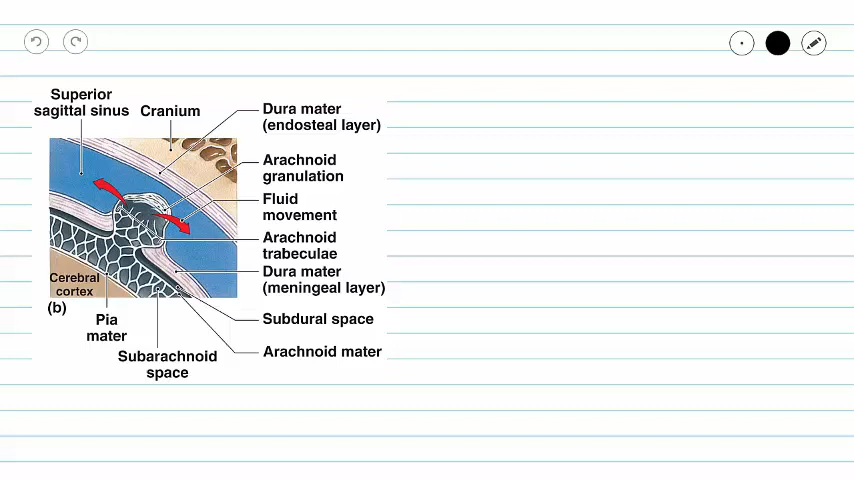 Superior
sagittal sinus
Cranium
Dura mater
(endosteal layer)
Arachnoid
granulation
Fluid
movement
Arachnoid
trabeculae
Dura mater
(meningeal layer)
Cerebral
cortex
(b)
Pia
mater
Subdural space
Subarachnoid
space
Arachnoid mater